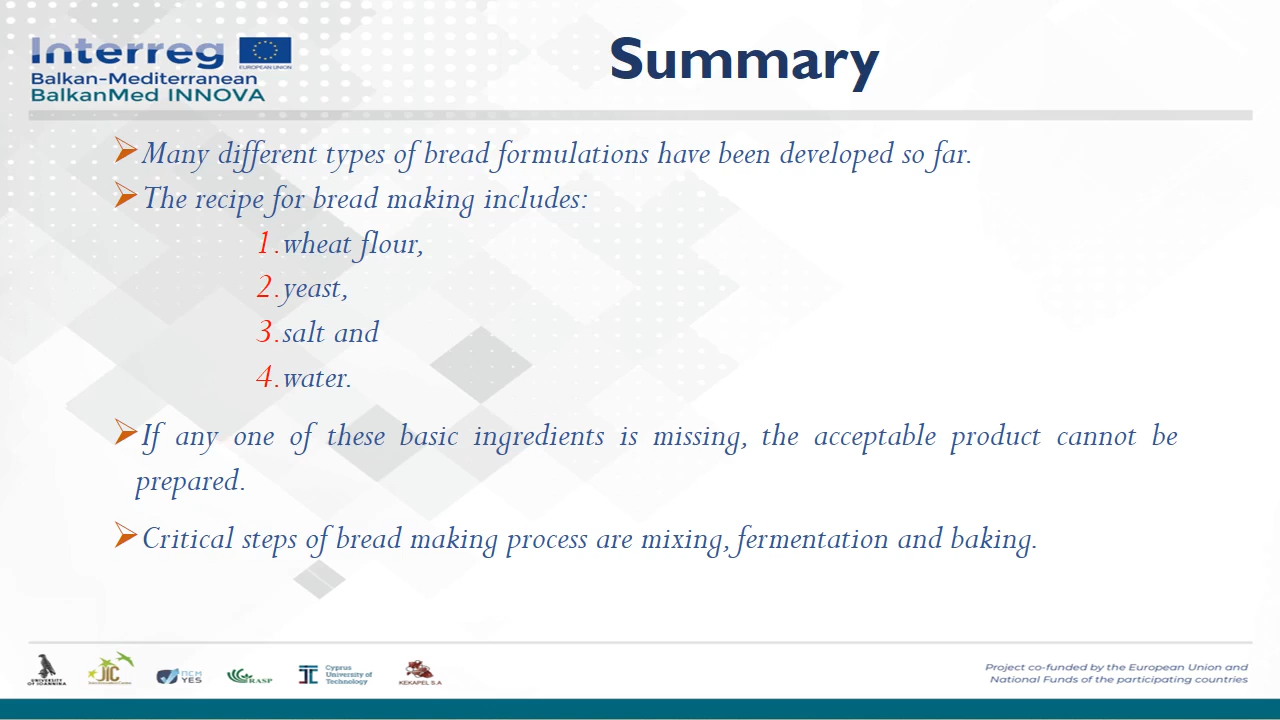 Interreg
EUROPEAN UNION
Balkan-Mediterranean
BalkanMed INNOVA
Summary
Many different types of bread formulations have been developed so far.
The recipe for bread making includes:
1. wheat flour,
2. yeast,
3. salt and
4. water.
If any one of these basic ingredients is missing, the acceptable product cannot be
prepared.
Critical steps of bread making process are mixing, fermentation and baking.
UNIVERSITY
OF IOANNINA
JIC
YES
RASP
Cyprus
University of
Technology
KEKAPEL S.A
Project co-funded by the European Union and
National Funds of the participating countries